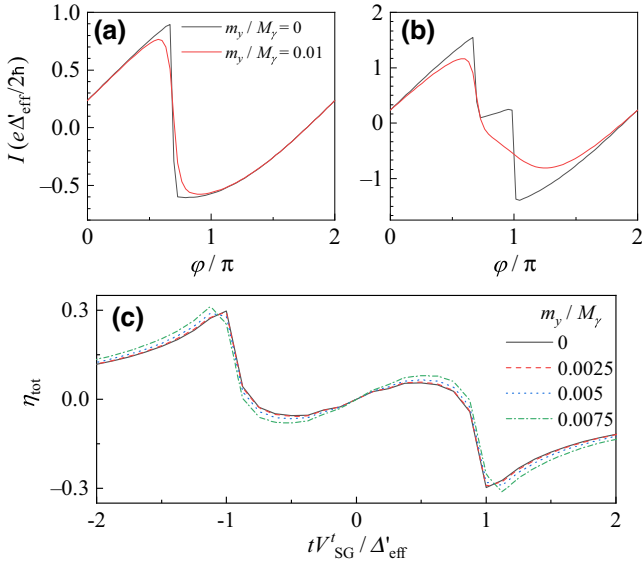 (a)
m_y / M_γ = 0
m_y / M_γ = 0.01
1.0
0.5
0.0
−0.5
I (eΔ'_eff/2ħ)
0 1 2
φ / π
(b)
2
1
0
−1
0 1 2
φ / π
(c)
m_y / M_γ
0
0.0025
0.005
0.0075
0.3
0.0
−0.3
η_tot
-2 -1 0 1 2
tV^t_SG / Δ'_eff